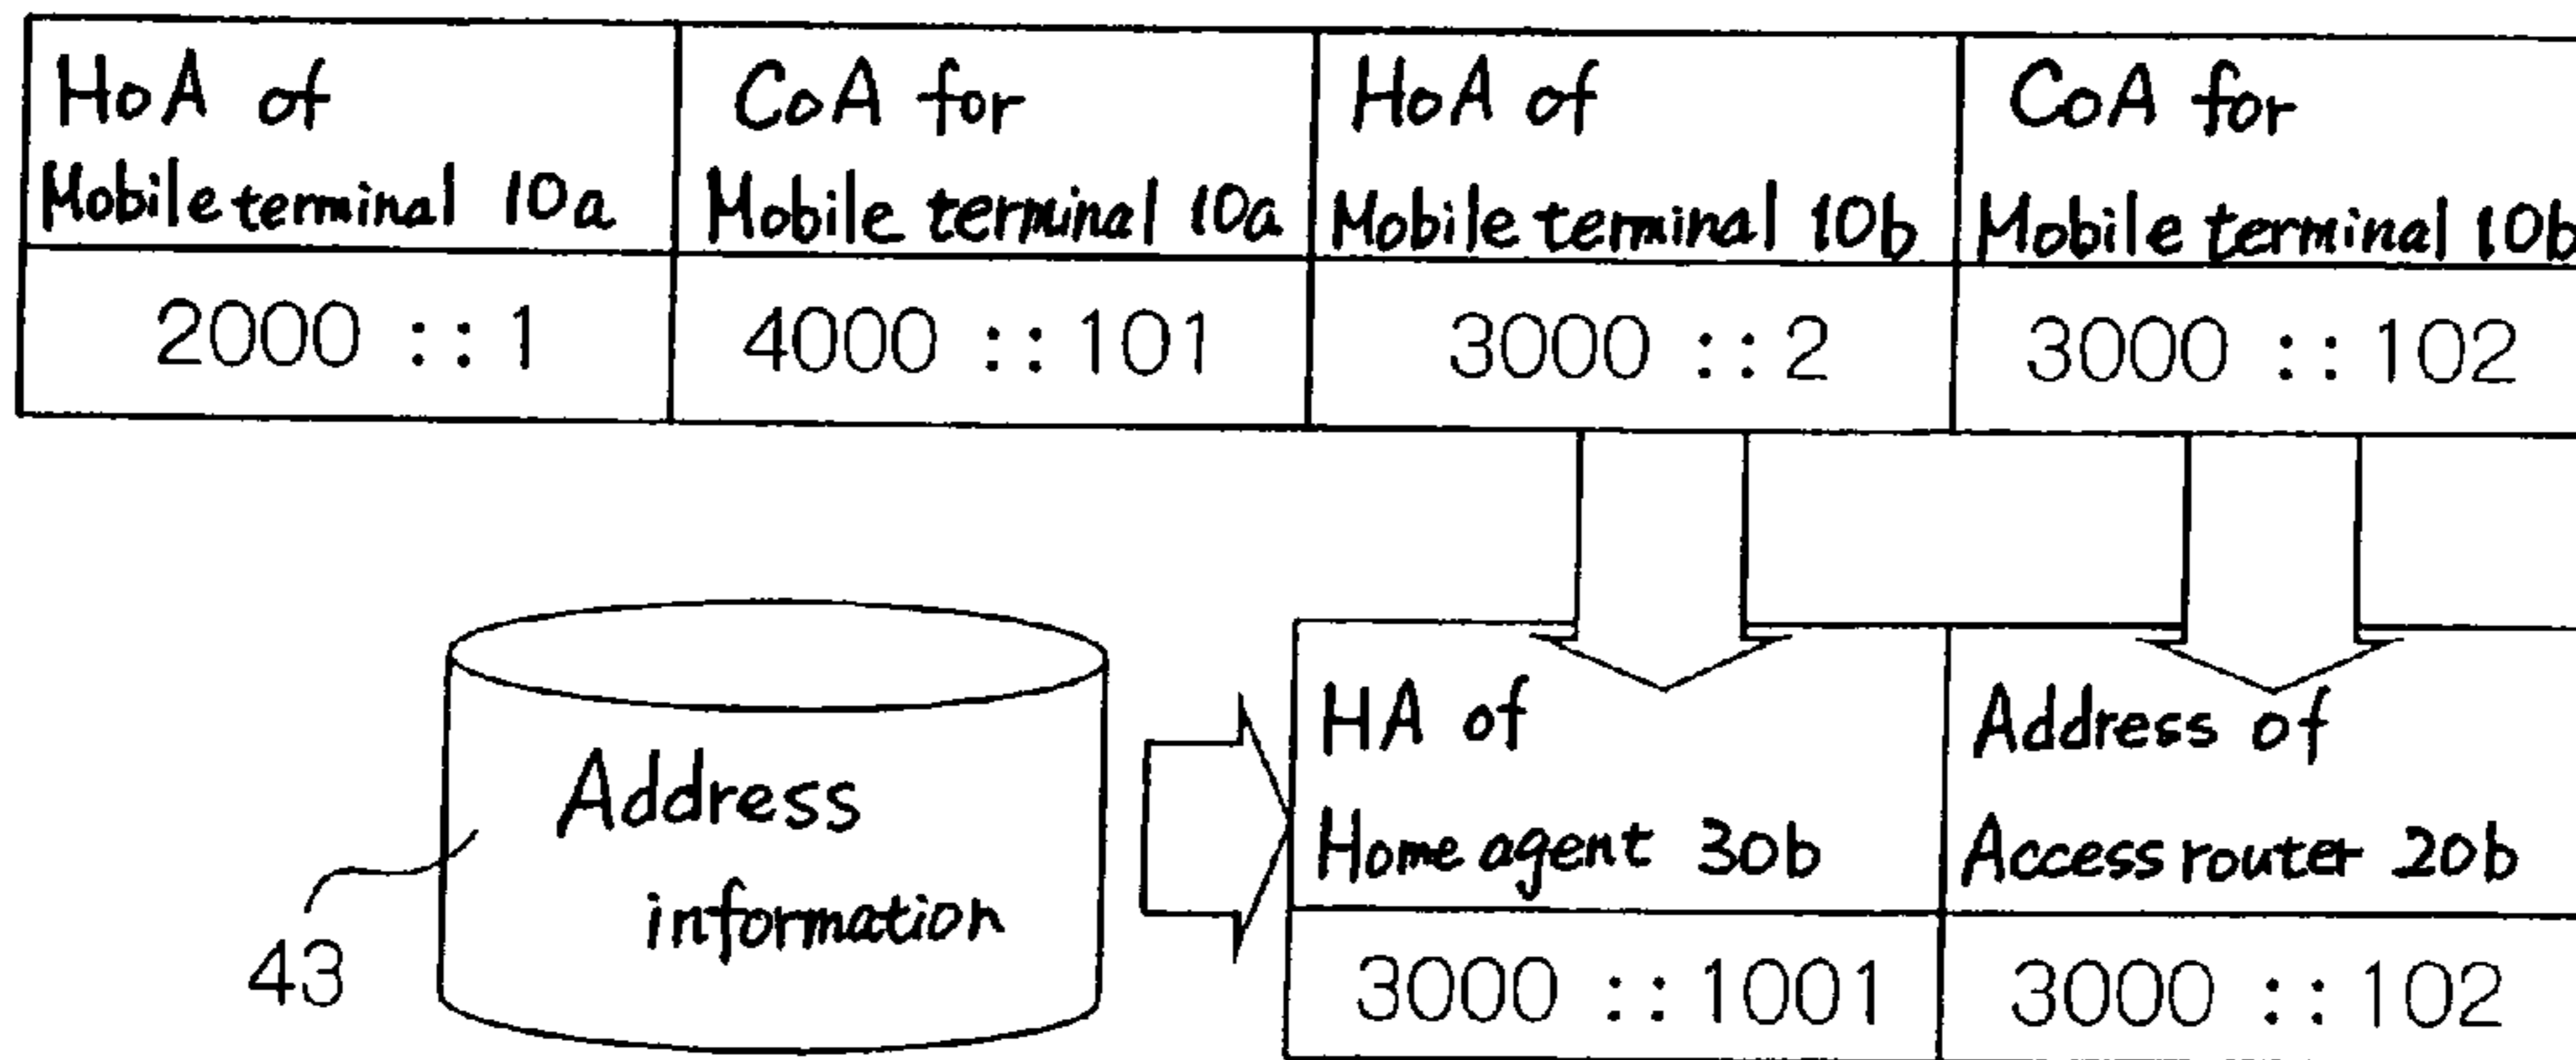 HoA of
Mobile terminal 10a
CoA for
Mobile terminal 10a
HoA of
Mobile terminal 10b
CoA for
Mobile terminal 10b
2000 :: 1
4000 :: 101
3000 :: 2
3000 :: 102
Address
information
43
HA of
Home agent 30b
Address of
Access router 20b
3000 :: 1001
3000 :: 102